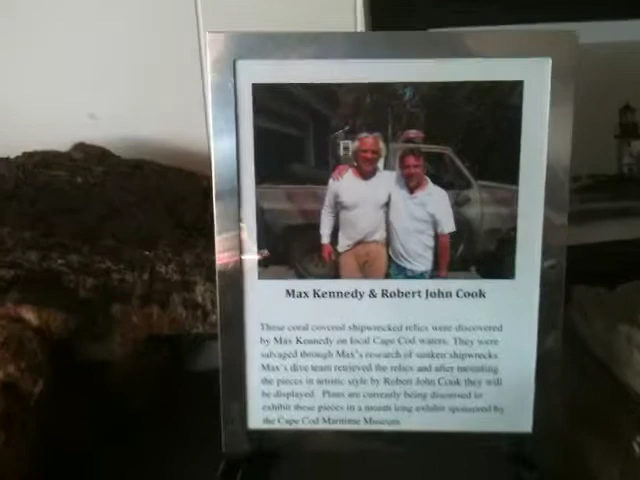 Max Kennedy & Robert John Cook
These coral covered shipwrecked relics were discovered
by Max Kennedy on local Cape Cod waters. They were
salvaged through Max's research of sunken shipwrecks.
Max's dive team retrieved the relics and after mounting
the pieces in artistic style by Robert John Cook they will
be displayed. Plans are currently being discussed to
exhibit these pieces in a month long exhibit sponsored by
the Cape Cod Maritime Museum